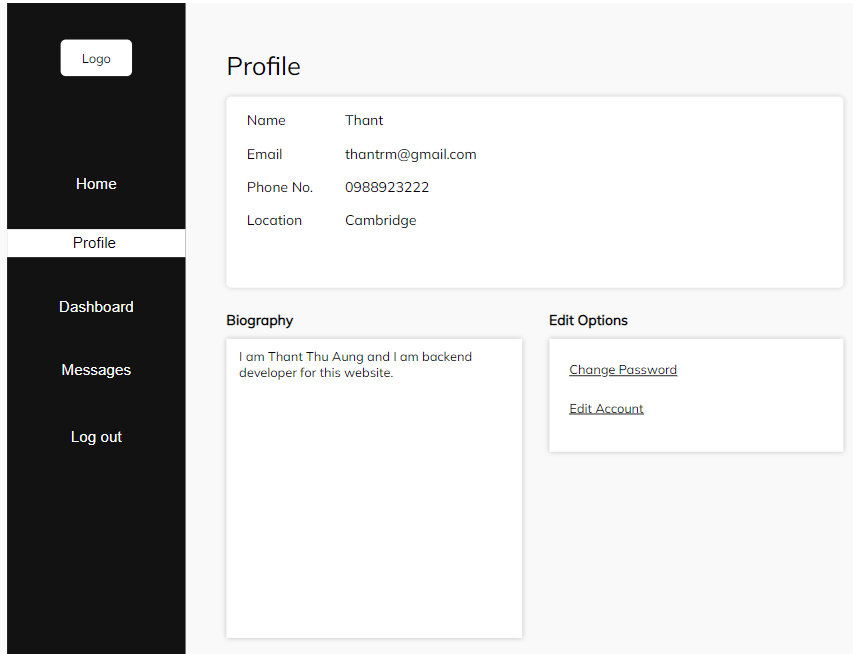 Logo
Home
Profile
Dashboard
Messages
Log out
Profile
Name Thant
Email thantrm@gmail.com
Phone No. 0988923222
Location Cambridge
Biography
I am Thant Thu Aung and I am backend
developer for this website.
Edit Options
Change Password
Edit Account